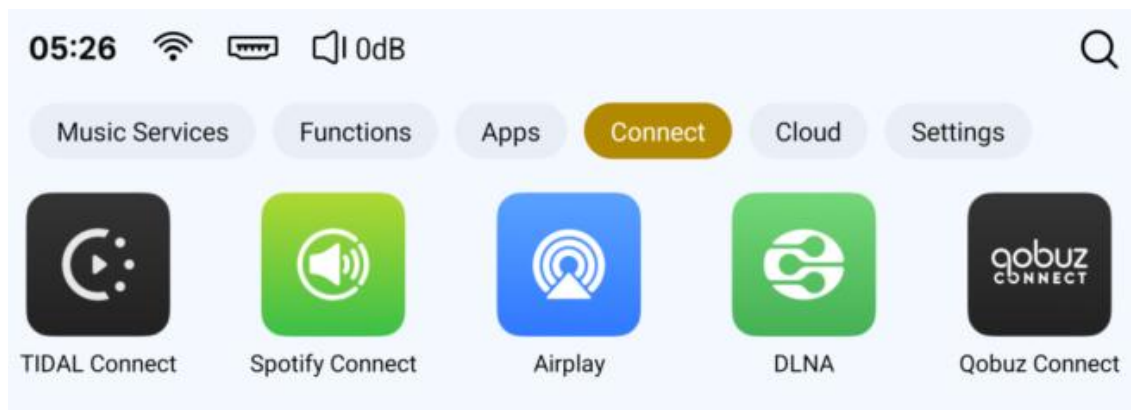 05:26 0dB
Music Services Functions Apps Connect Cloud Settings
qobuz
CONNECT
TIDAL Connect Spotify Connect Airplay DLNA Qobuz Connect